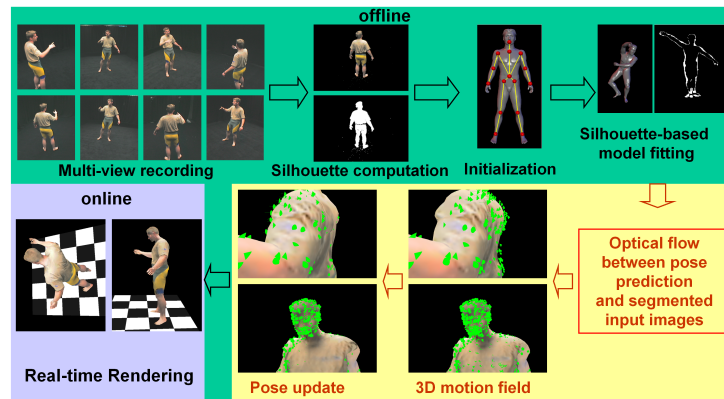 offline
Multi-view recording
Silhouette computation
Initialization
Silhouette-based
model fitting
online
Optical flow
between pose
prediction
and segmented
input images
Real-time Rendering
Pose update
3D motion field